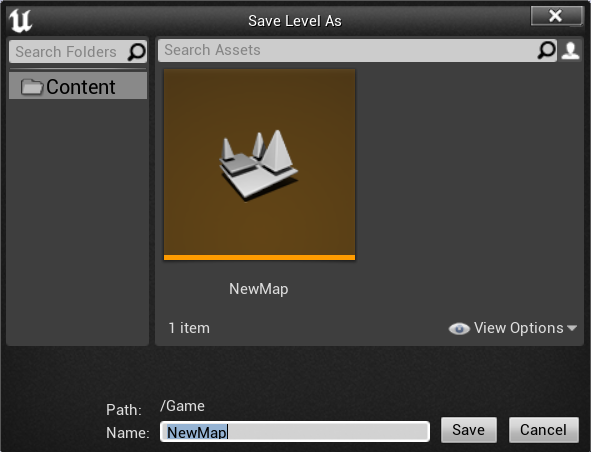 Save Level As
Search Folders
Search Assets
Content
NewMap
1 item
View Options
Path: /Game
Name: NewMap
Save
Cancel